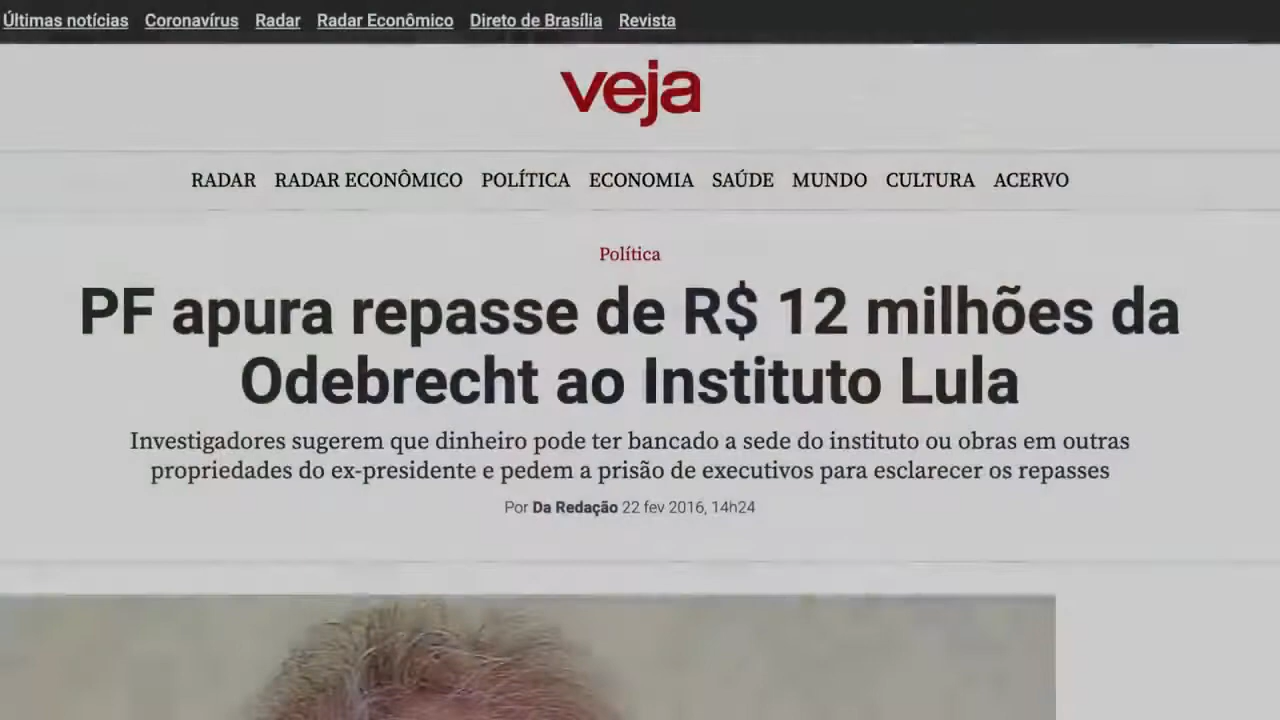 Últimas notícias Coronavírus Radar Radar Econômico Direto de Brasília Revista
veja
RADAR RADAR ECONÔMICO POLÍTICA ECONOMIA SAÚDE MUNDO CULTURA ACERVO
Política
PF apura repasse de R$ 12 milhões da
Odebrecht ao Instituto Lula
Investigadores sugerem que dinheiro pode ter bancado a sede do instituto ou obras em outras
propriedades do ex-presidente e pedem a prisão de executivos para esclarecer os repasses
Por Da Redação 22 fev 2016, 14h24